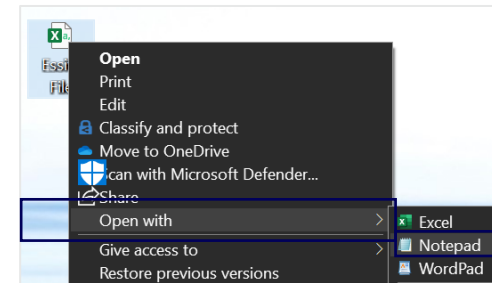 Open
Print
Edit
Classify and protect
Move to OneDrive
Scan with Microsoft Defender...
Share
Open with
Excel
Notepad
WordPad
Give access to
Restore previous versions